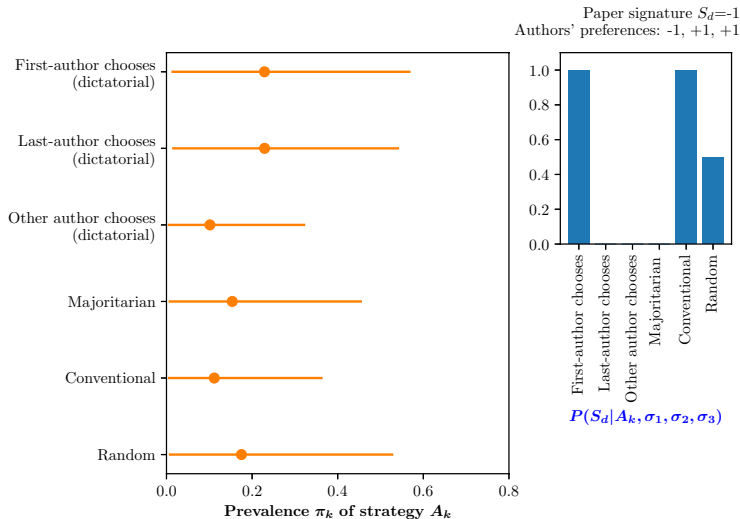 Paper signature S_d=-1
Authors' preferences: -1, +1, +1
First-author chooses
(dictatorial)
Last-author chooses
(dictatorial)
Other author chooses
(dictatorial)
Majoritarian
Conventional
Random
0.0
0.2
0.4
0.6
0.8
Prevalence π_k of strategy A_k
1.0
0.8
0.6
0.4
0.2
0.0
First-author chooses
Last-author chooses
Other author chooses
Majoritarian
Conventional
Random
P(S_d|A_k, σ_1, σ_2, σ_3)